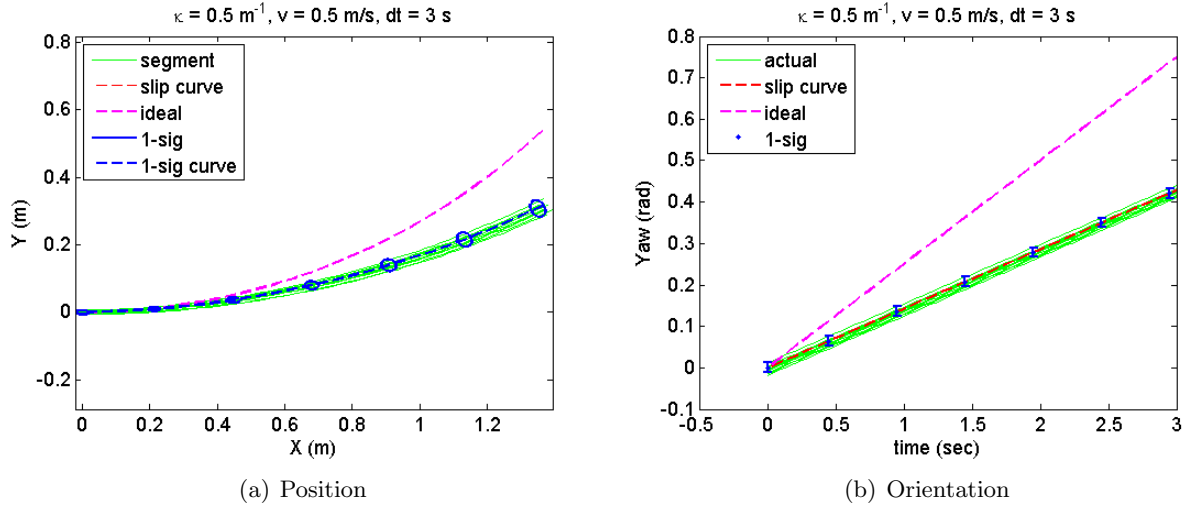 κ = 0.5 m⁻¹, v = 0.5 m/s, dt = 3 s
segment
slip curve
ideal
1-sig
1-sig curve
0.8
0.6
0.4
0.2
0
-0.2
Y (m)
0 0.2 0.4 0.6 0.8 1 1.2
X (m)
(a) Position
κ = 0.5 m⁻¹, v = 0.5 m/s, dt = 3 s
actual
slip curve
ideal
1-sig
0.8
0.7
0.6
0.5
0.4
0.3
0.2
0.1
0
-0.1
Yaw (rad)
-0.5 0 0.5 1 1.5 2 2.5 3
time (sec)
(b) Orientation